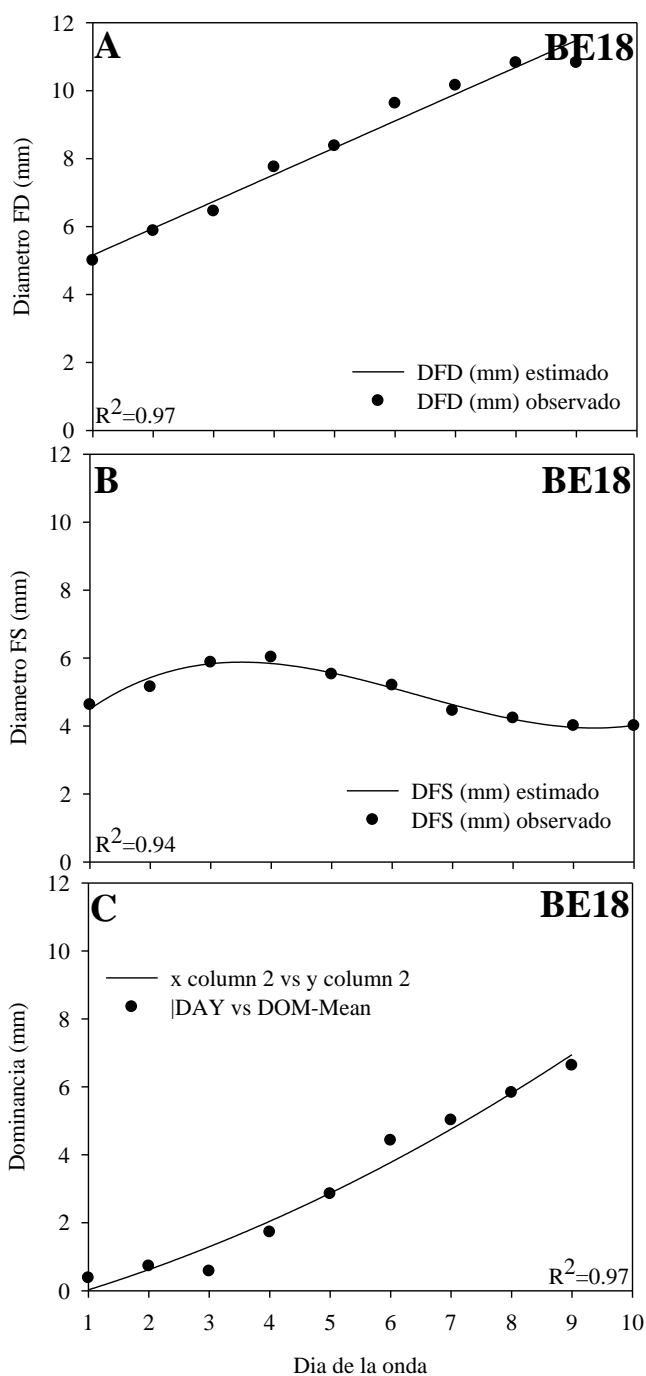 A BE18
12
10
8
6
4
2
0
Diametro FD (mm)
DFD (mm) estimado
DFD (mm) observado
R2=0.97
B BE18
12
10
8
6
4
2
0
Diametro FS (mm)
DFS (mm) estimado
DFS (mm) observado
R2=0.94
C BE18
12
10
8
6
4
2
0
Dominancia (mm)
x column 2 vs y column 2
|DAY vs DOM-Mean
R2=0.97
1 2 3 4 5 6 7 8 9 10
Dia de la onda